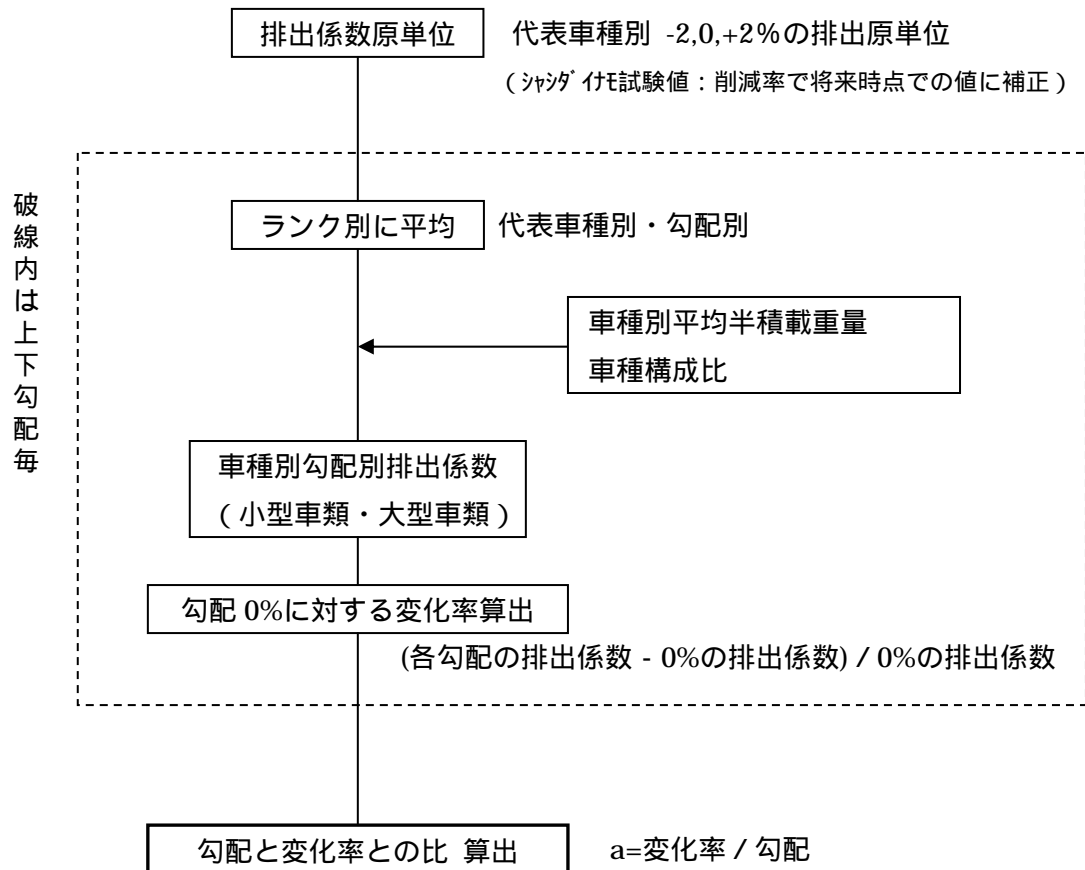 排出係数原単位 代表車種別 -2,0,+2%の排出原単位
(ｼｬｼﾀﾞｲﾅﾓ試験値：削減率で将来時点での値に補正)
破線内は上下勾配毎
ランク別に平均 代表車種別・勾配別
車種別平均半積載重量
車種構成比
車種別勾配別排出係数
(小型車類・大型車類)
勾配 0%に対する変化率算出
(各勾配の排出係数 - 0%の排出係数) / 0%の排出係数
勾配と変化率との比 算出 a=変化率 / 勾配